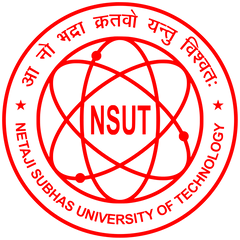 आ नो भद्राः क्रतवो यन्तु विश्वतः
NSUT
NETAJI SUBHAS UNIVERSITY OF TECHNOLOGY